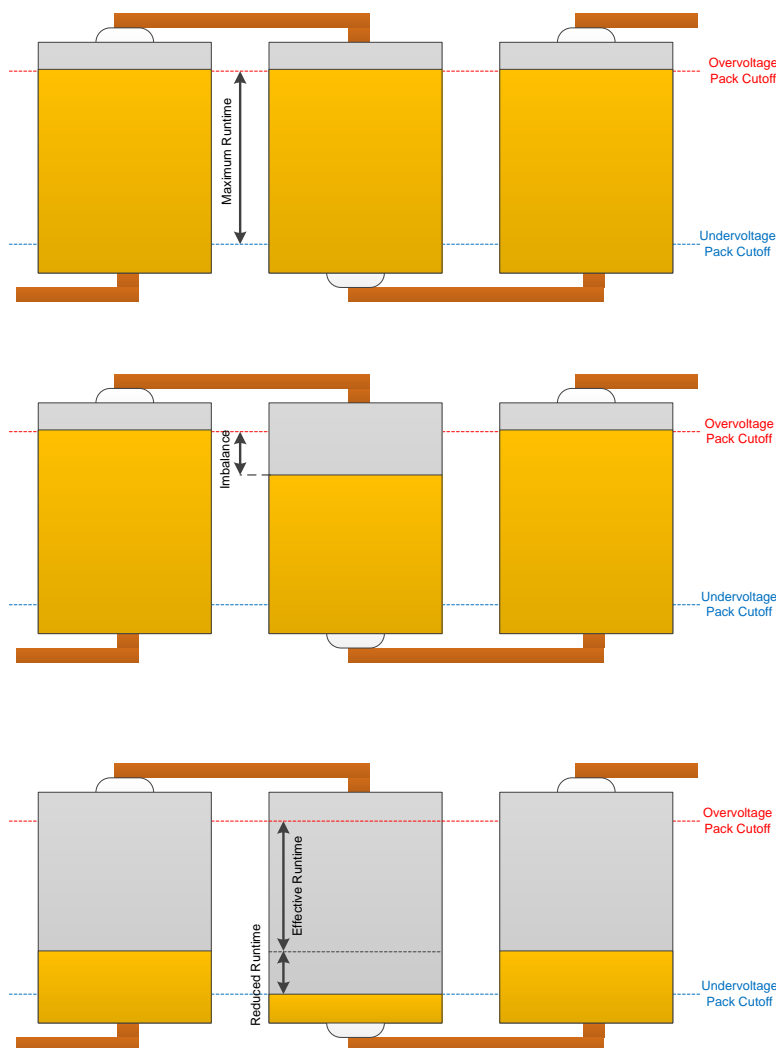 Overvoltage
Pack Cutoff
Maximum Runtime
Undervoltage
Pack Cutoff
Overvoltage
Pack Cutoff
Imbalance
Undervoltage
Pack Cutoff
Overvoltage
Pack Cutoff
Effective Runtime
Reduced Runtime
Undervoltage
Pack Cutoff